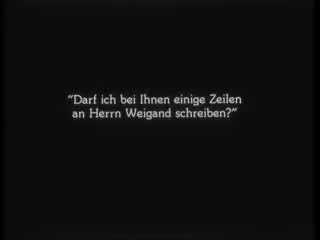 "Darf ich bei Ihnen einige Zeilen
an Herrn Weigand schreiben?"